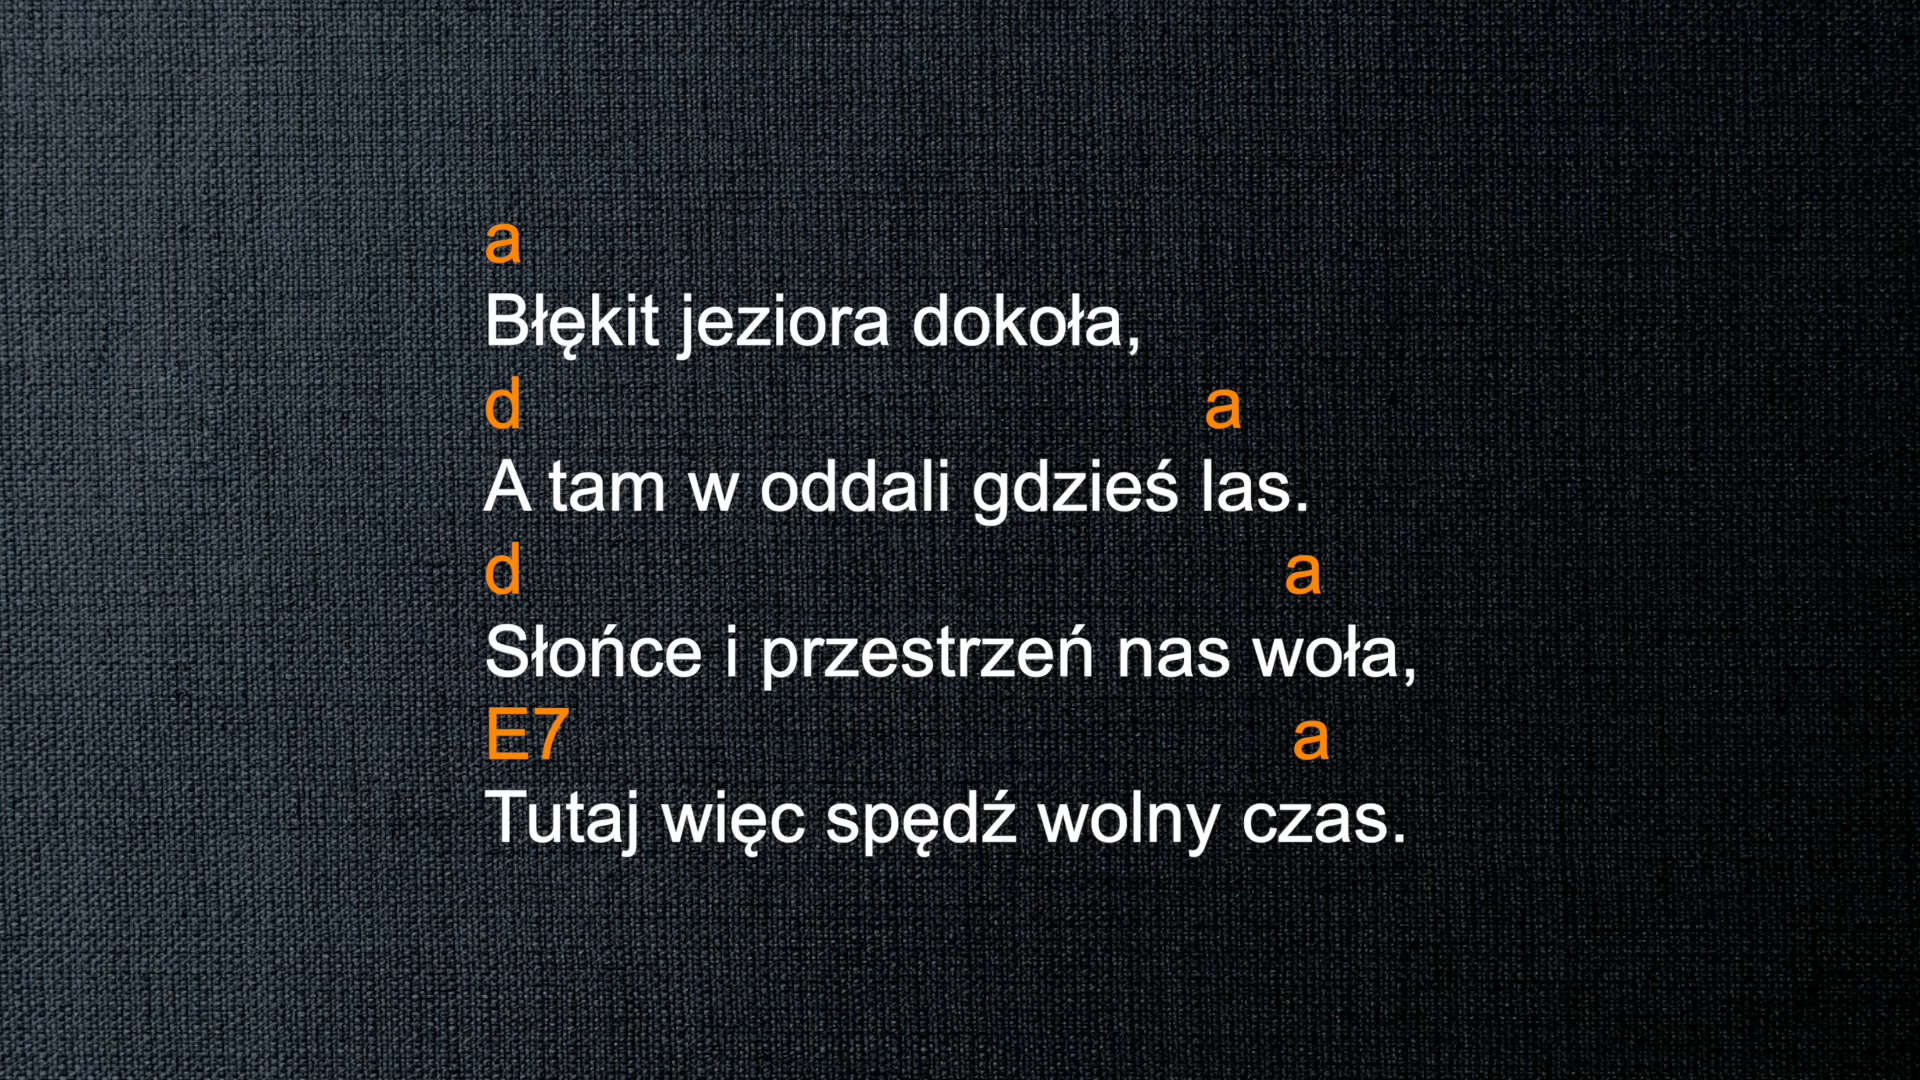 a
Błękit jeziora dokoła,
d a
A tam w oddali gdzieś las.
d a
Słońce i przestrzeń nas woła,
E7 a
Tutaj więc spędź wolny czas.